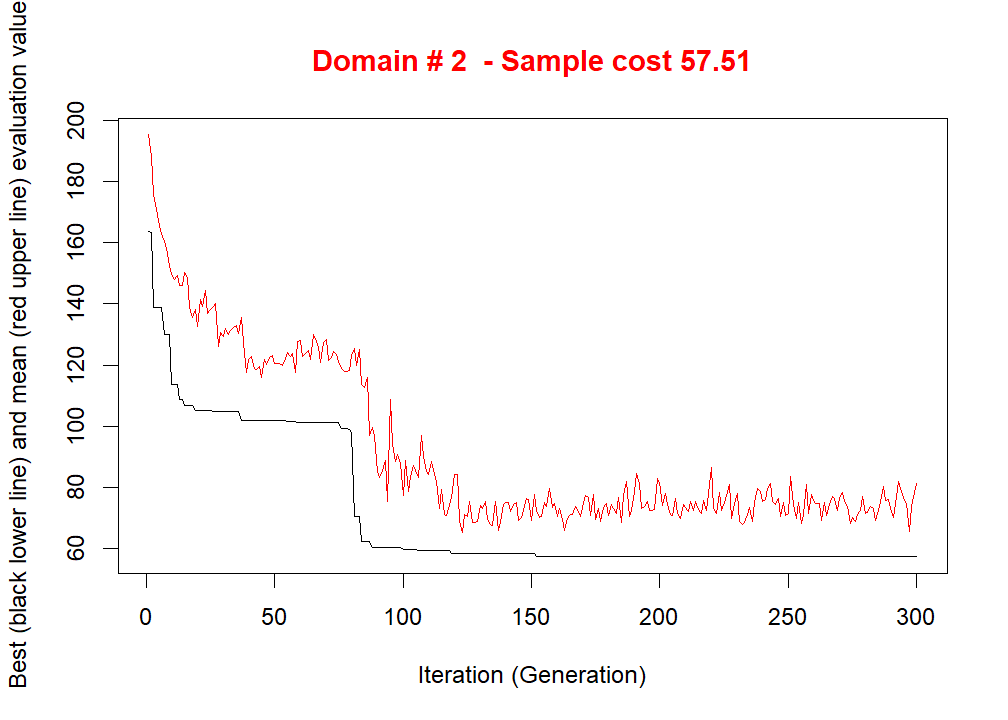 Domain # 2  - Sample cost 57.51
Best (black lower line) and mean (red upper line) evaluation value
200
180
160
140
120
100
80
60
0 50 100 150 200 250 300
Iteration (Generation)